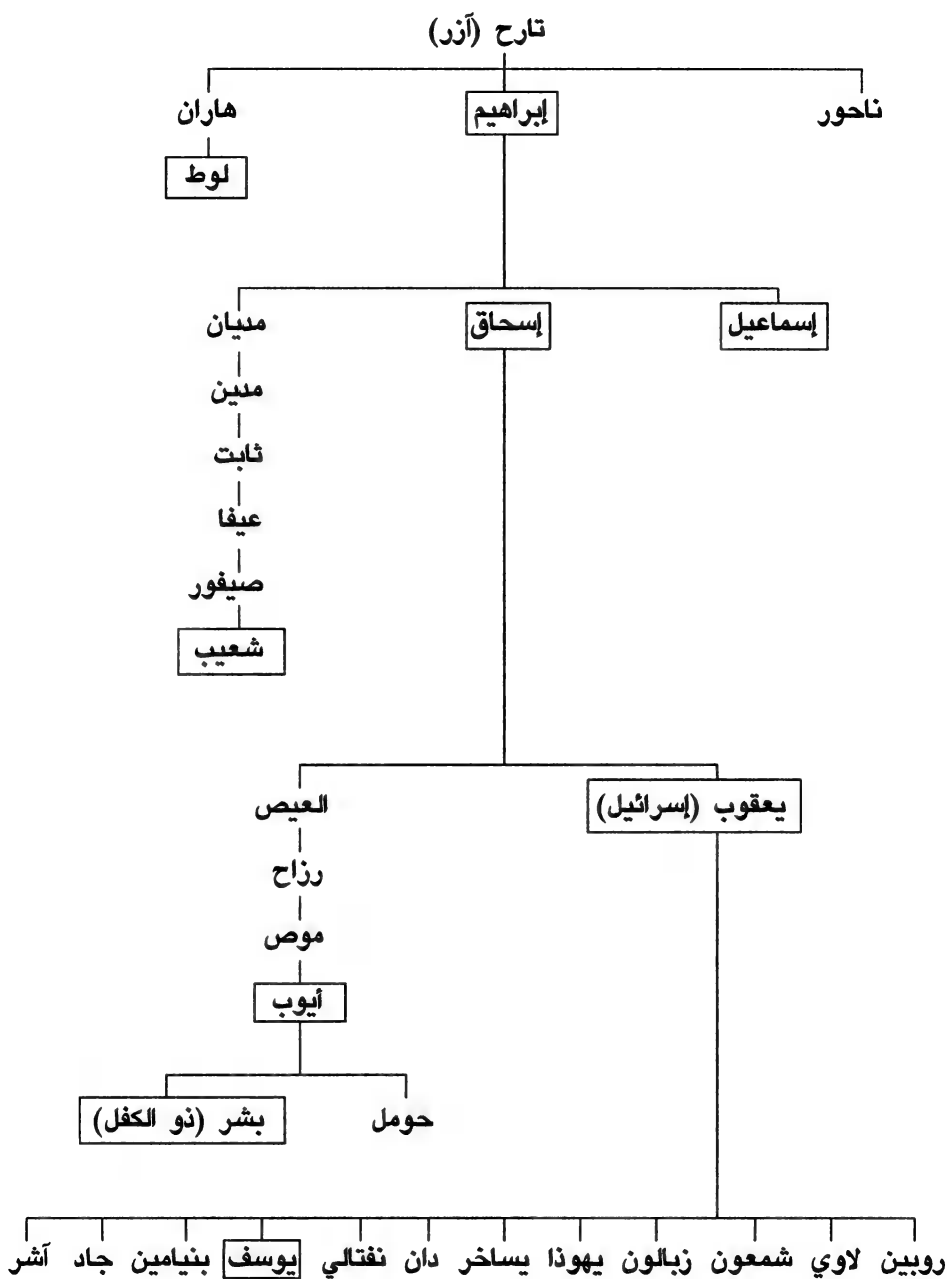 تارح (آزر)
ناحور إبراهيم هاران
لوط
إسماعيل إسحاق مديان
مدين
ثابت
عيفا
صيفور
شعيب
يعقوب (إسرائيل) العيص
رزاح
موص
أيوب
حومل بشر (ذو الكفل)
روبين لاوي شمعون زبالون يهوذا يساخر دان نفتالي يوسف بنيامين جاد آشر